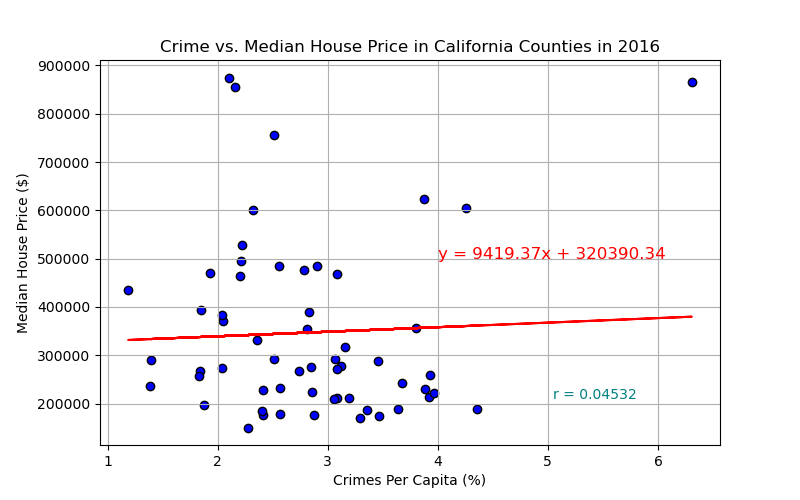 Crime vs. Median House Price in California Counties in 2016
900000
800000
700000
600000
500000
400000
300000
200000
Median House Price ($)
y = 9419.37x + 320390.34
r = 0.04532
1 2 3 4 5 6
Crimes Per Capita (%)